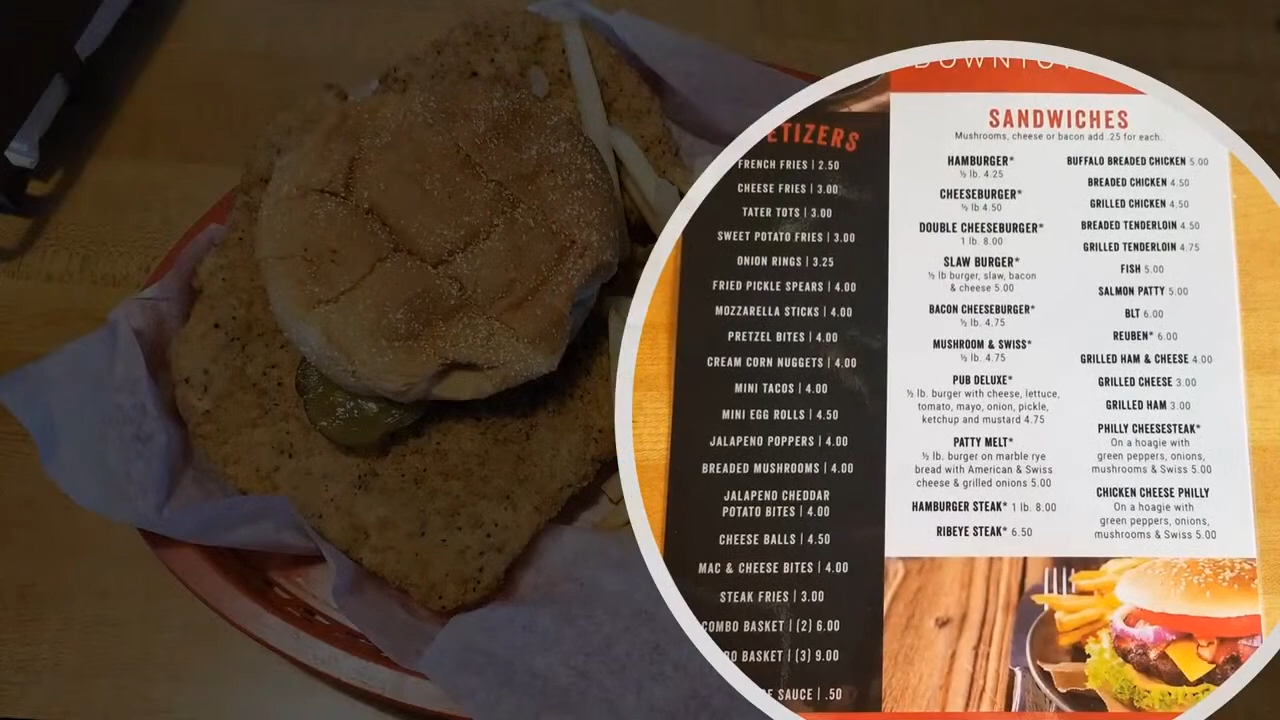 DOWNTO
ETIZERS
FRENCH FRIES | 2.50
CHEESE FRIES | 3.00
TATER TOTS | 3.00
SWEET POTATO FRIES | 3.00
ONION RINGS | 3.25
FRIED PICKLE SPEARS | 4.00
MOZZARELLA STICKS | 4.00
PRETZEL BITES | 4.00
CREAM CORN NUGGETS | 4.00
MINI TACOS | 4.00
MINI EGG ROLLS | 4.50
JALAPENO POPPERS | 4.00
BREADED MUSHROOMS | 4.00
JALAPENO CHEDDAR
POTATO BITES | 4.00
CHEESE BALLS | 4.50
MAC & CHEESE BITES | 4.00
STEAK FRIES | 3.00
COMBO BASKET | (2) 6.00
BO BASKET | (3) 9.00
E SAUCE | .50
SANDWICHES
Mushrooms, cheese or bacon add .25 for each.
HAMBURGER*
½ lb. 4.25
CHEESEBURGER*
½ lb 4.50
DOUBLE CHEESEBURGER*
1 lb. 8.00
SLAW BURGER*
½ lb burger, slaw, bacon
& cheese 5.00
BACON CHEESEBURGER*
½ lb. 4.75
MUSHROOM & SWISS*
½ lb. 4.75
PUB DELUXE*
½ lb. burger with cheese, lettuce,
tomato, mayo, onion, pickle,
ketchup and mustard 4.75
PATTY MELT*
½ lb. burger on marble rye
bread with American & Swiss
cheese & grilled onions 5.00
HAMBURGER STEAK* 1 lb. 8.00
RIBEYE STEAK* 6.50
BUFFALO BREADED CHICKEN 5.00
BREADED CHICKEN 4.50
GRILLED CHICKEN 4.50
BREADED TENDERLOIN 4.50
GRILLED TENDERLOIN 4.75
FISH 5.00
SALMON PATTY 5.00
BLT 6.00
REUBEN* 6.00
GRILLED HAM & CHEESE 4.00
GRILLED CHEESE 3.00
GRILLED HAM 3.00
PHILLY CHEESESTEAK*
On a hoagie with
green peppers, onions,
mushrooms & Swiss 5.00
CHICKEN CHEESE PHILLY
On a hoagie with
green peppers, onions,
mushrooms & Swiss 5.00